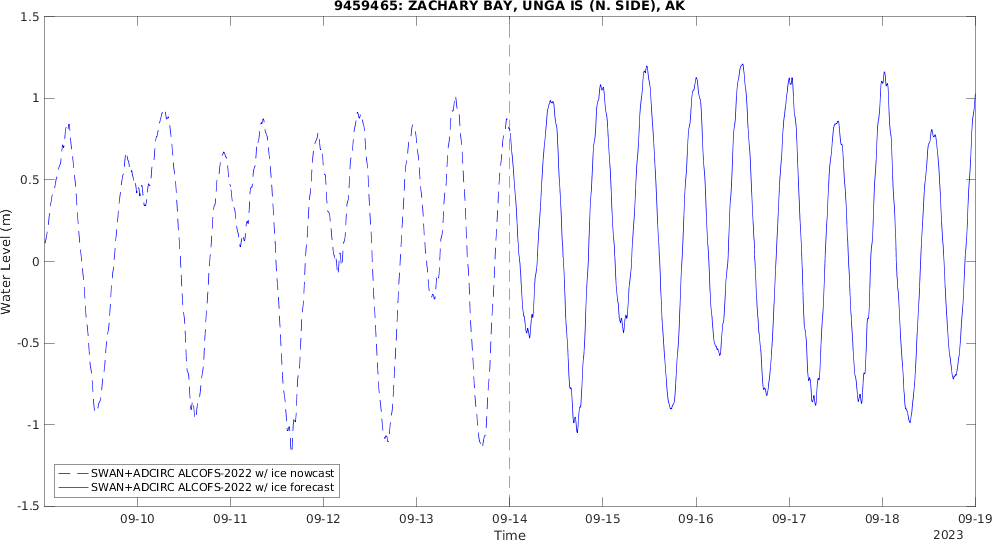 9459465: ZACHARY BAY, UNGA IS (N. SIDE), AK
1.5
1
0.5
0
-0.5
-1
-1.5
Water Level (m)
SWAN+ADCIRC ALCOFS-2022 w/ ice nowcast
SWAN+ADCIRC ALCOFS-2022 w/ ice forecast
09-10 09-11 09-12 09-13 09-14 09-15 09-16 09-17 09-18 09-19
Time
2023